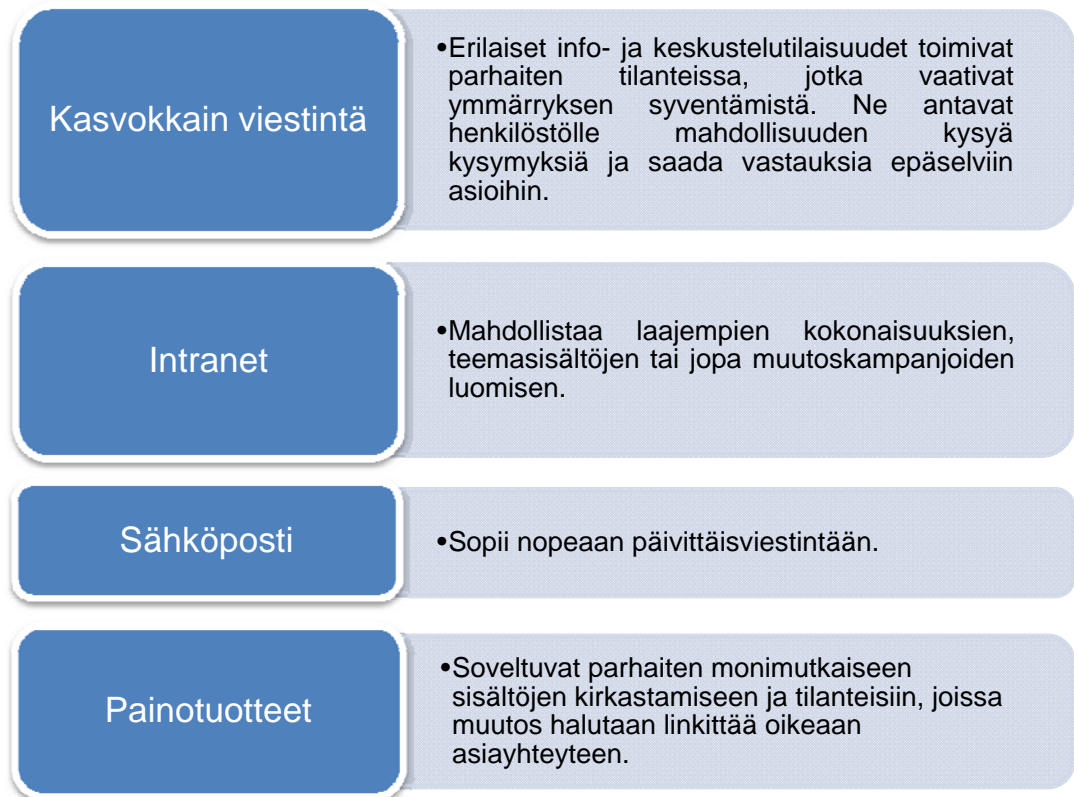 Kasvokkain viestintä
•Erilaiset info- ja keskustelutilaisuudet toimivat
parhaiten tilanteissa, jotka vaativat
ymmärryksen syventämistä. Ne antavat
henkilöstölle mahdollisuuden kysyä
kysymyksiä ja saada vastauksia epäselviin
asioihin.
Intranet
•Mahdollistaa laajempien kokonaisuuksien,
teemasisältöjen tai jopa muutoskampanjoiden
luomisen.
Sähköposti
•Sopii nopeaan päivittäisviestintään.
Painotuotteet
•Soveltuvat parhaiten monimutkaiseen
sisältöjen kirkastamiseen ja tilanteisiin, joissa
muutos halutaan linkittää oikeaan
asiayhteyteen.